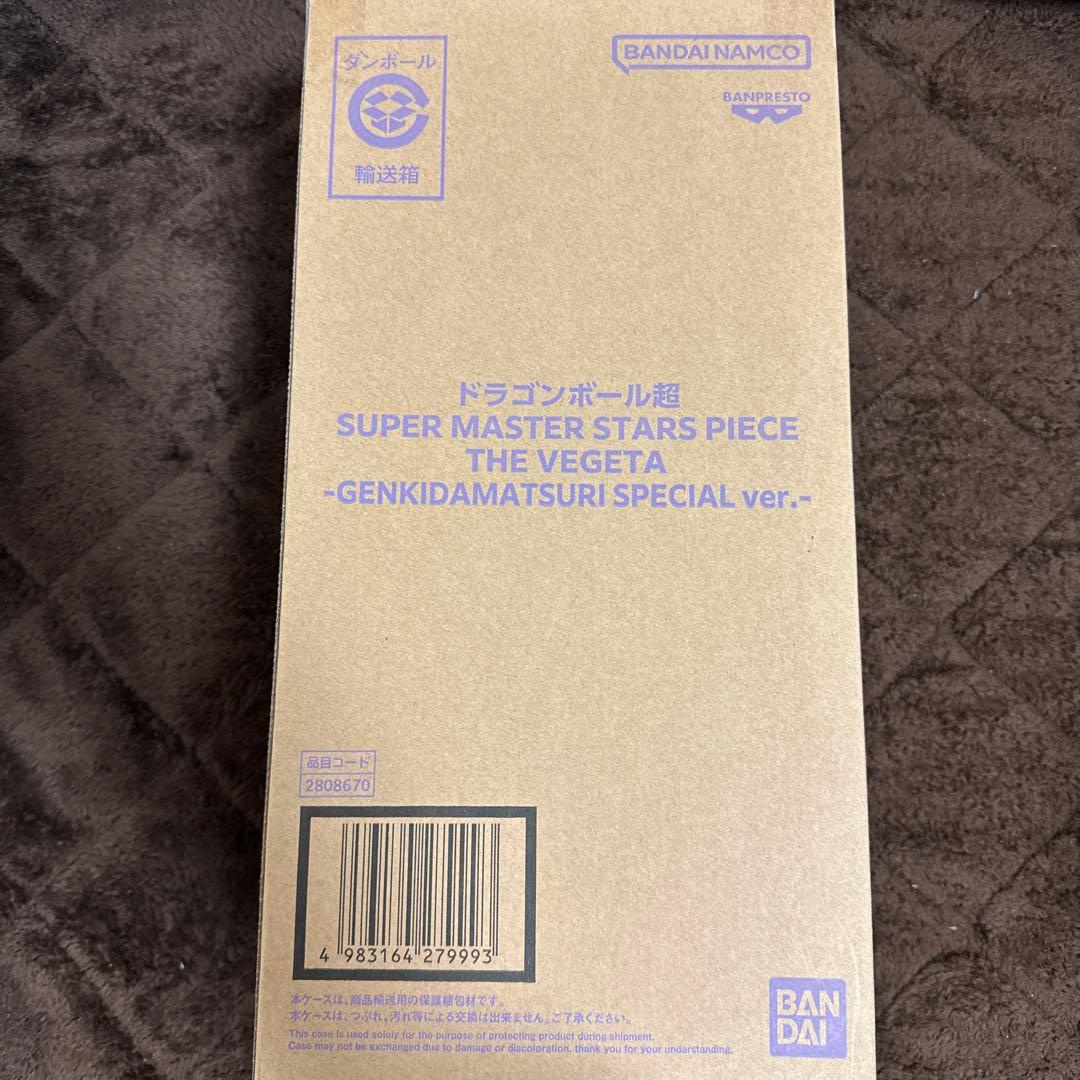 ダンボール
輸送箱
BANDAI NAMCO
BANPRESTO
ドラゴンボール超
SUPER MASTER STARS PIECE
THE VEGETA
-GENKIDAMATSURI SPECIAL ver.-
品目コード
2808670
4 983164 279993
本ケースは、商品輸送用の保護梱包材です。
本ケースは、つぶれ、汚れ等による交換は出来ません。ご了承ください。
This case is used solely for the purpose of protecting product during shipment.
Case may not be exchanged due to damage or discoloration. thank you for your understanding.
BAN
DAI